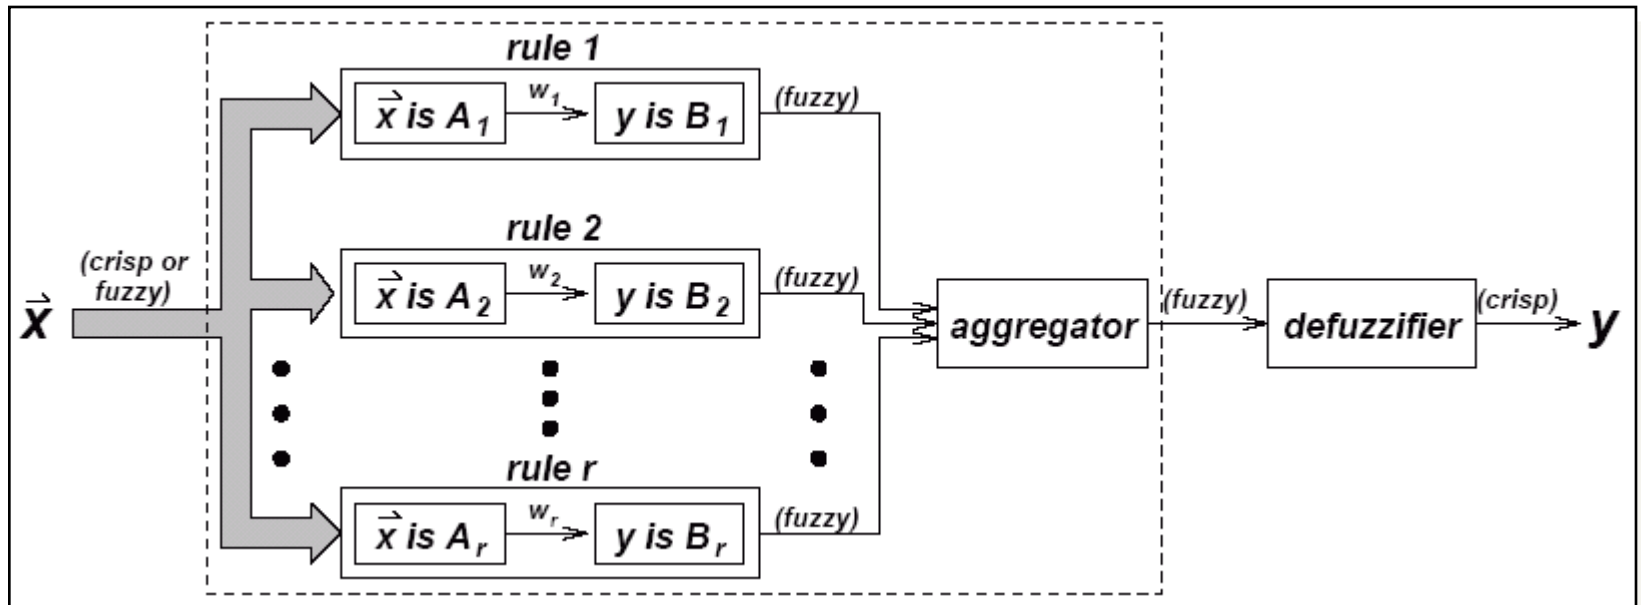 rule 1
x is A1
w1
y is B1
(fuzzy)
rule 2
(crisp or
fuzzy)
x
x is A2
w2
y is B2
(fuzzy)
aggregator
(fuzzy)
defuzzifier
(crisp)
y
rule r
x is Ar
wr
y is Br
(fuzzy)